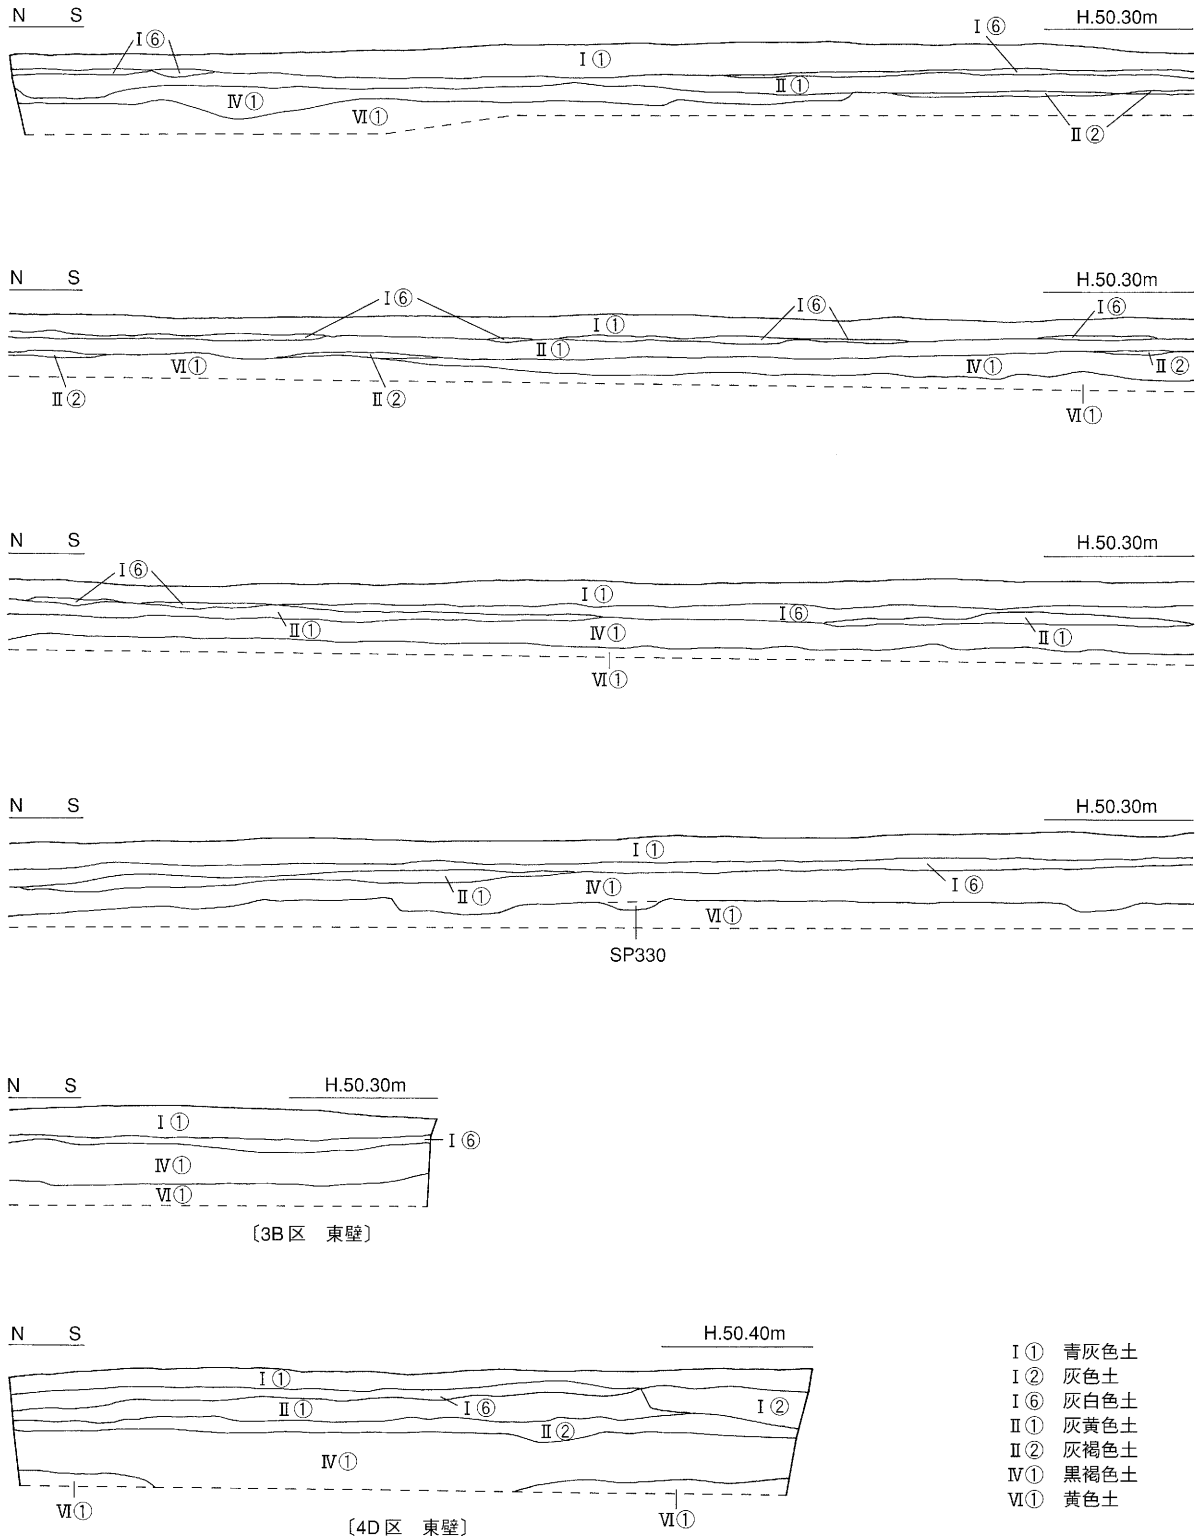 N S H.50.30m
Ⅰ⑥ Ⅰ① Ⅰ⑥
Ⅱ①
Ⅳ①
Ⅵ①
Ⅱ②
N S H.50.30m
Ⅰ⑥ Ⅰ⑥ Ⅰ⑥
Ⅰ①
Ⅱ①
Ⅵ① Ⅳ① Ⅱ②
Ⅱ② Ⅱ②
Ⅵ①
N S H.50.30m
Ⅰ⑥
Ⅰ①
Ⅰ⑥
Ⅱ① Ⅳ① Ⅱ①
Ⅵ①
N S H.50.30m
Ⅰ①
Ⅱ① Ⅳ① Ⅰ⑥
Ⅵ①
SP330
N S H.50.30m
Ⅰ①
Ⅰ⑥
Ⅳ①
Ⅵ①
〔3B区 東壁〕
N S H.50.40m
Ⅰ①
Ⅱ① Ⅰ⑥ Ⅰ②
Ⅱ②
Ⅳ①
Ⅵ① Ⅵ①
〔4D区 東壁〕
Ⅰ① 青灰色土
Ⅰ② 灰色土
Ⅰ⑥ 灰白色土
Ⅱ① 灰黄色土
Ⅱ② 灰褐色土
Ⅳ① 黒褐色土
Ⅵ① 黄色土